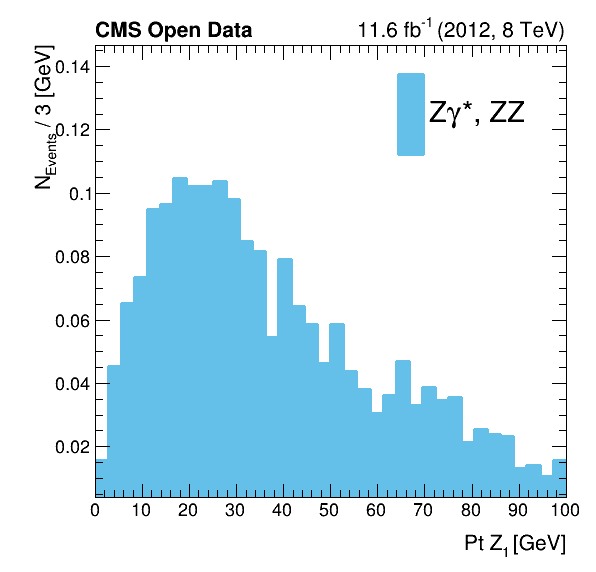 CMS Open Data
11.6 fb⁻¹ (2012, 8 TeV)
N_Events / 3 [GeV]
0.14
0.12
0.1
0.08
0.06
0.04
0.02
Zγ*, ZZ
0 10 20 30 40 50 60 70 80 90 100
Pt Z₁ [GeV]